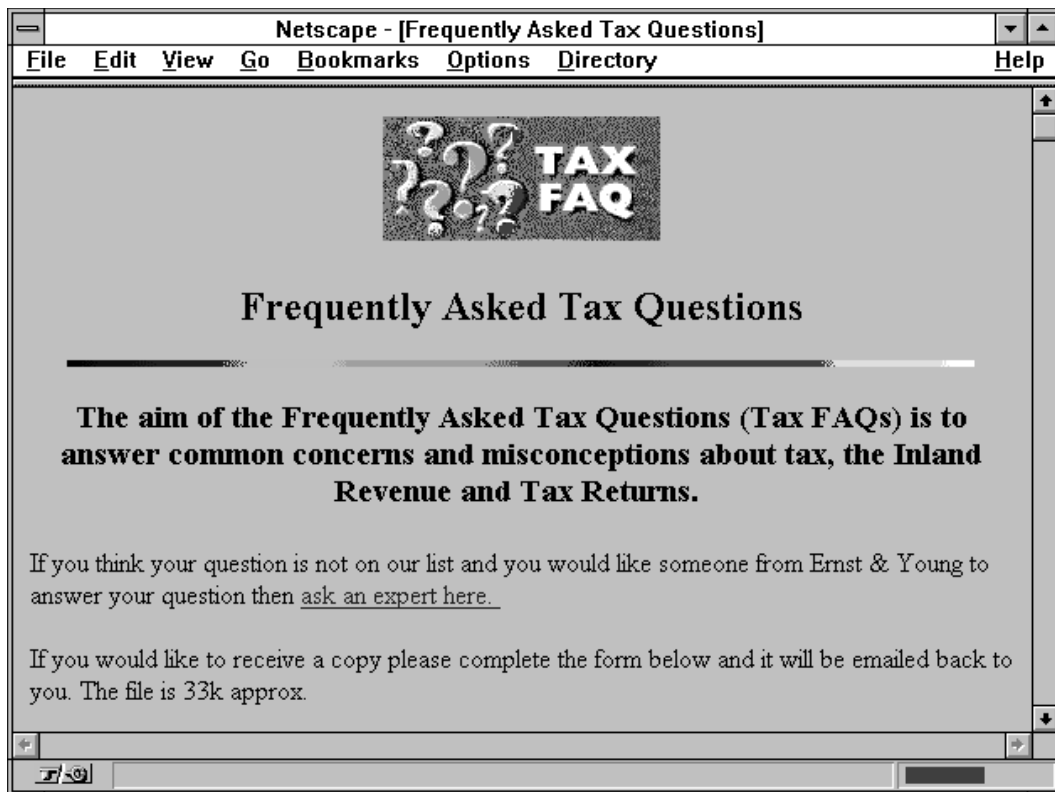 Netscape - [Frequently Asked Tax Questions]
File Edit View Go Bookmarks Options Directory Help
TAX
FAQ
Frequently Asked Tax Questions
The aim of the Frequently Asked Tax Questions (Tax FAQs) is to
answer common concerns and misconceptions about tax, the Inland
Revenue and Tax Returns.
If you think your question is not on our list and you would like someone from Ernst & Young to
answer your question then ask an expert here.
If you would like to receive a copy please complete the form below and it will be emailed back to
you. The file is 33k approx.